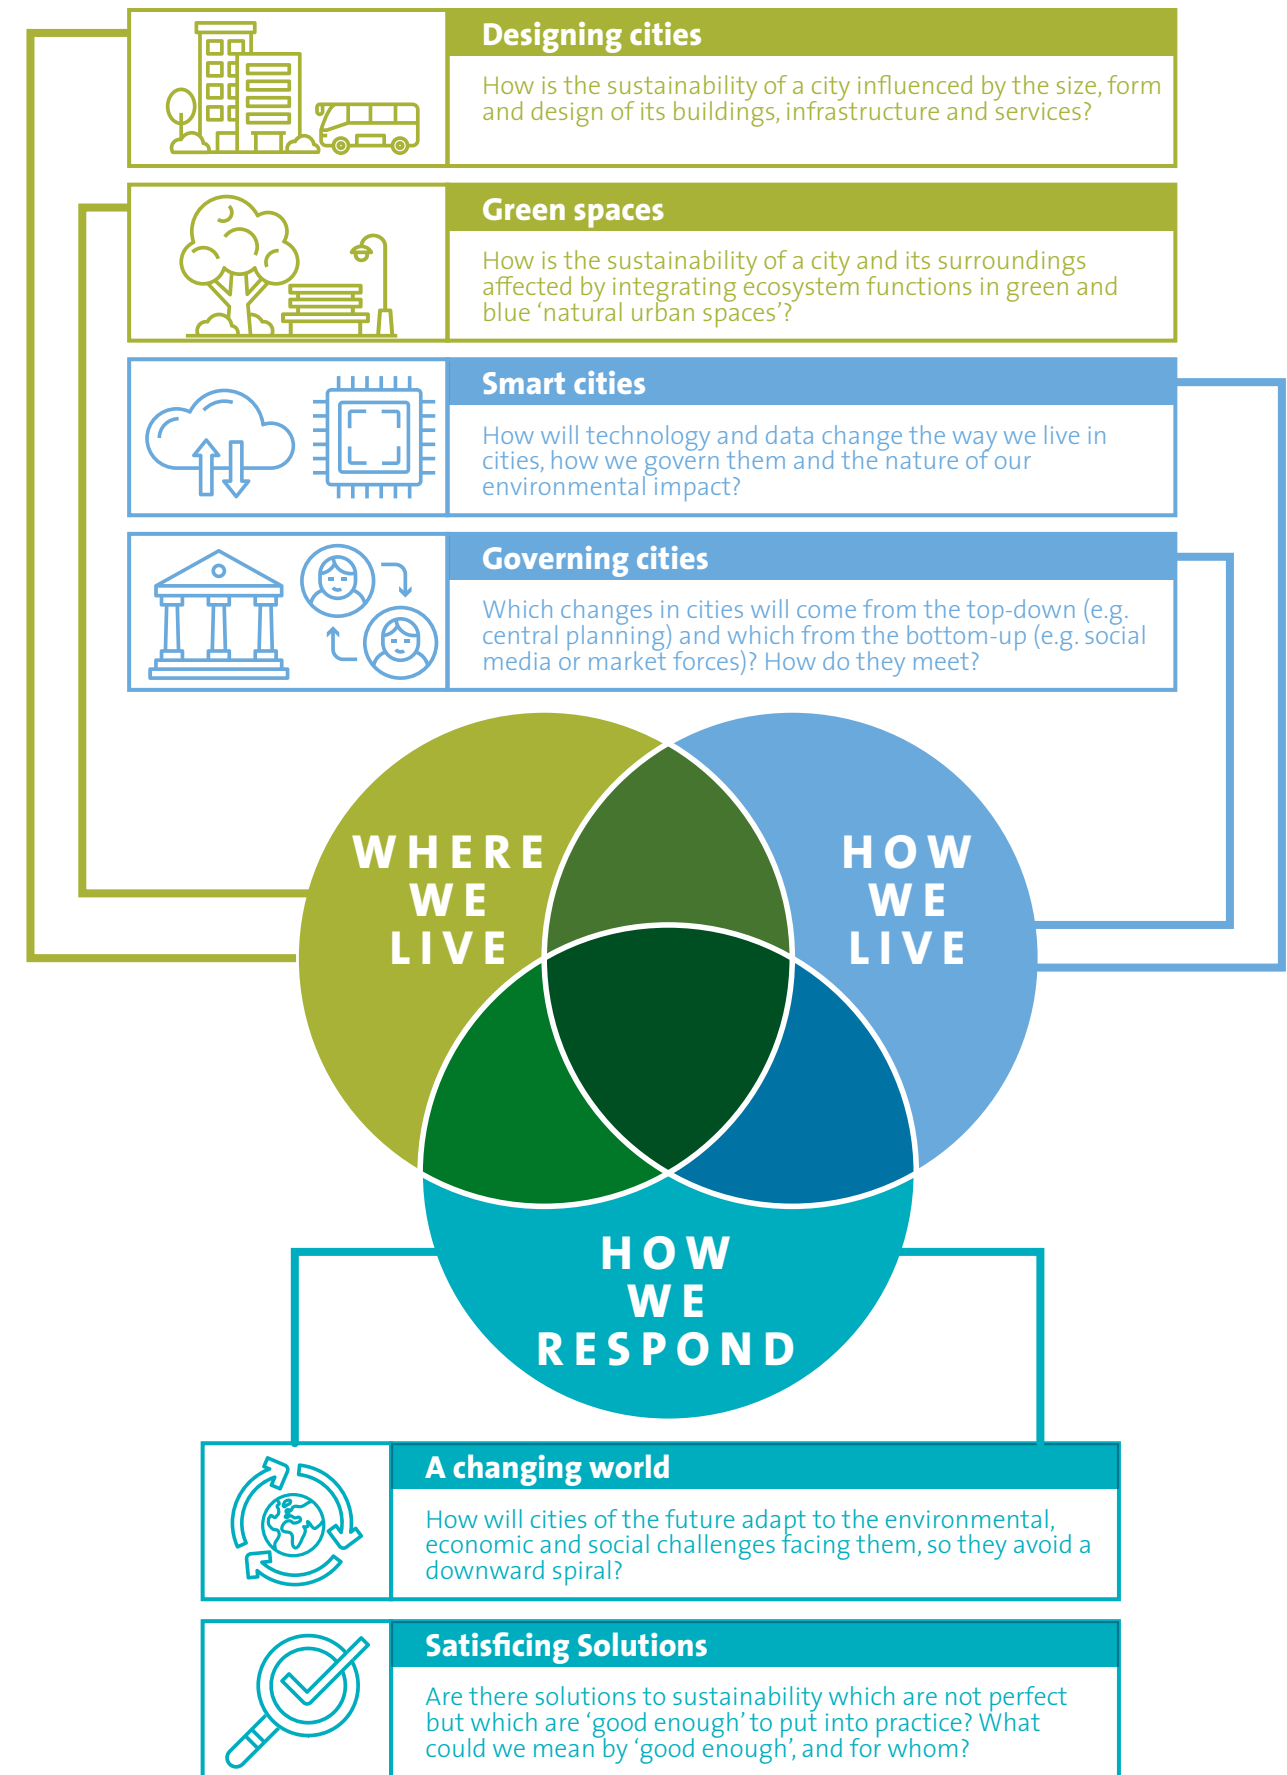 Designing cities
How is the sustainability of a city influenced by the size, form
and design of its buildings, infrastructure and services?
Green spaces
How is the sustainability of a city and its surroundings
affected by integrating ecosystem functions in green and
blue ‘natural urban spaces’?
Smart cities
How will technology and data change the way we live in
cities, how we govern them and the nature of our
environmental impact?
Governing cities
Which changes in cities will come from the top-down (e.g.
central planning) and which from the bottom-up (e.g. social
media or market forces)? How do they meet?
WHERE
WE
LIVE
HOW
WE
LIVE
HOW
WE
RESPOND
A changing world
How will cities of the future adapt to the environmental,
economic and social challenges facing them, so they avoid a
downward spiral?
Satisficing Solutions
Are there solutions to sustainability which are not perfect
but which are ‘good enough’ to put into practice? What
could we mean by ‘good enough’, and for whom?